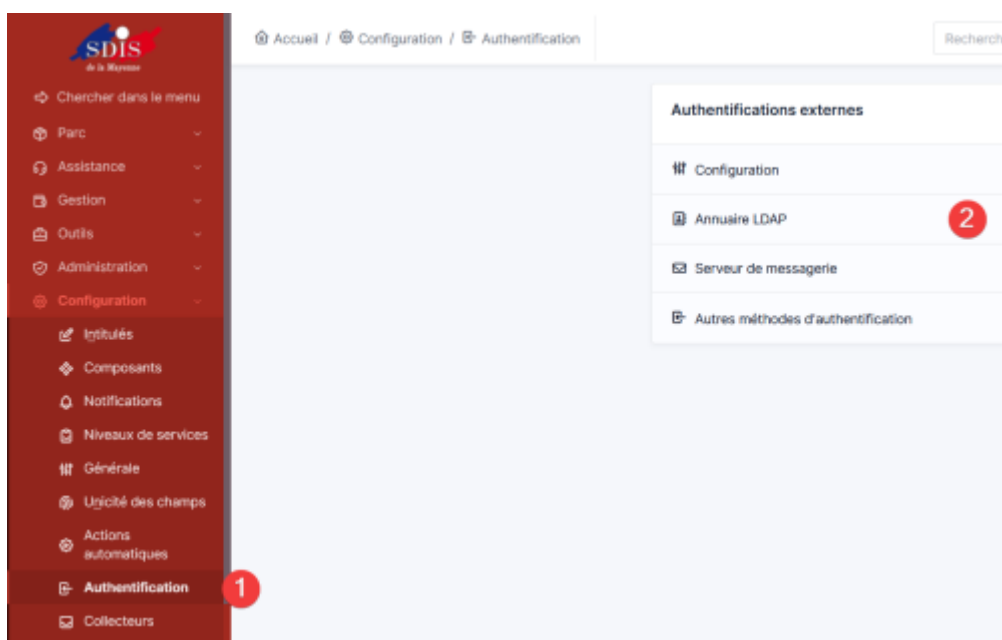 SDIS
de la Mayenne
Accueil / Configuration / Authentification
Recherch
Chercher dans le menu
Parc
Assistance
Gestion
Outils
Administration
Configuration
Intitulés
Composants
Notifications
Niveaux de services
Générale
Unicité des champs
Actions
automatiques
Authentification
1
Collecteurs
Authentifications externes
Configuration
Annuaire LDAP
2
Serveur de messagerie
Autres méthodes d'authentification